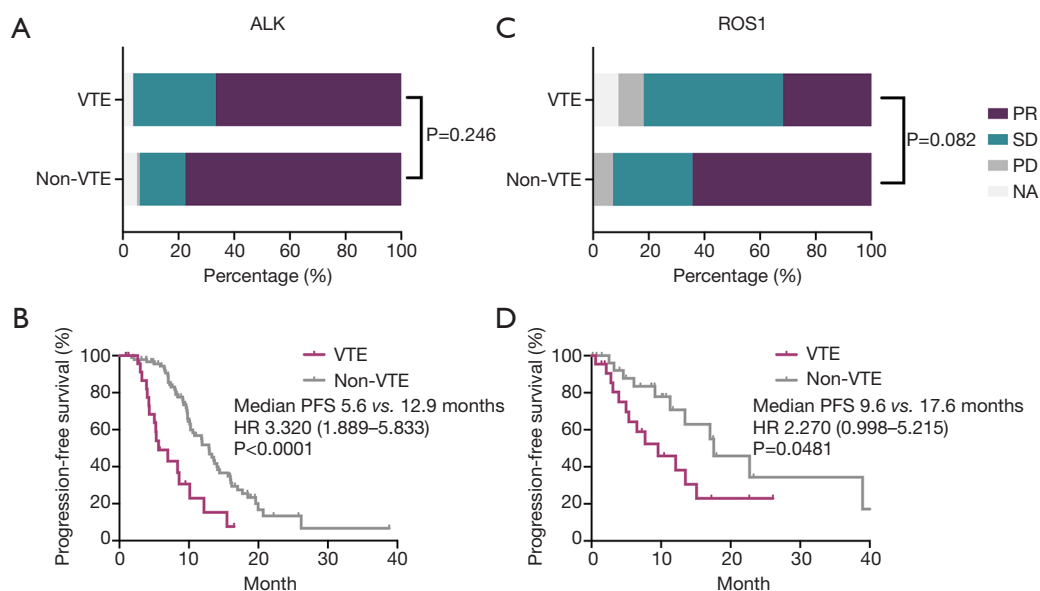 A
ALK
VTE
Non-VTE
P=0.246
0 20 40 60 80 100
Percentage (%)
C
ROS1
VTE
Non-VTE
P=0.082
0 20 40 60 80 100
Percentage (%)
PR
SD
PD
NA
B
Progression-free survival (%)
100
80
60
40
20
0
VTE
Non-VTE
Median PFS 5.6 vs. 12.9 months
HR 3.320 (1.889–5.833)
P<0.0001
0 10 20 30 40
Month
D
Progression-free survival (%)
100
80
60
40
20
0
VTE
Non-VTE
Median PFS 9.6 vs. 17.6 months
HR 2.270 (0.998–5.215)
P=0.0481
0 10 20 30 40
Month